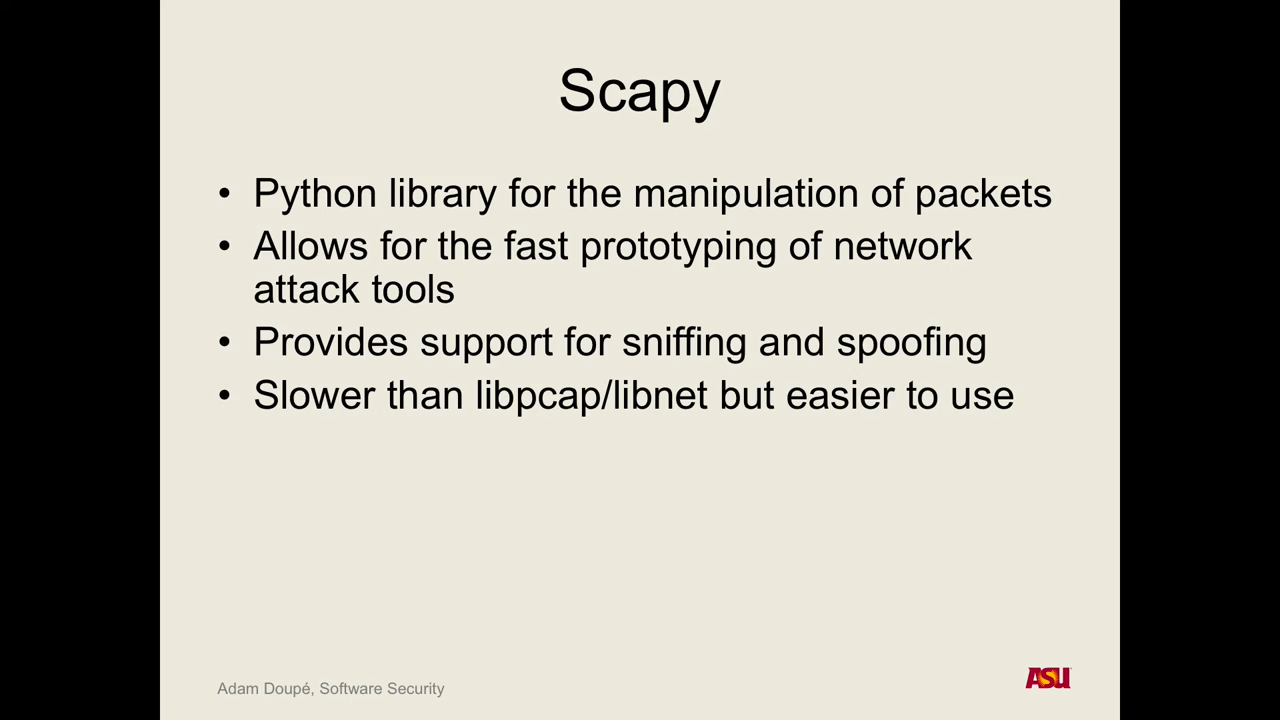 Scapy
• Python library for the manipulation of packets
• Allows for the fast prototyping of network
attack tools
• Provides support for sniffing and spoofing
• Slower than libpcap/libnet but easier to use
Adam Doupé, Software Security
ASU